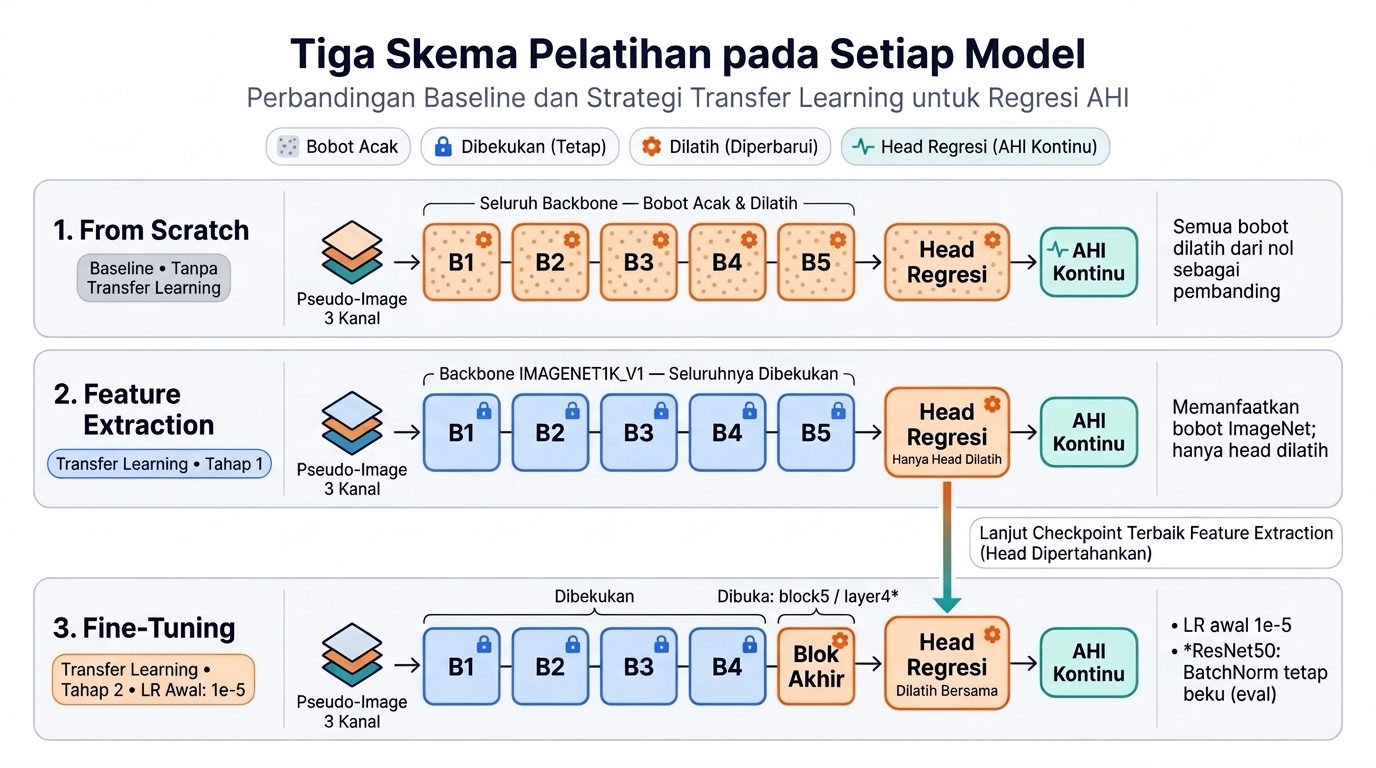 Tiga Skema Pelatihan pada Setiap Model
Perbandingan Baseline dan Strategi Transfer Learning untuk Regresi AHI
Bobot Acak
Dibekukan (Tetap)
Dilatih (Diperbarui)
Head Regresi (AHI Kontinu)
1. From Scratch
Baseline • Tanpa
Transfer Learning
Pseudo-Image
3 Kanal
Seluruh Backbone — Bobot Acak & Dilatih
B1
B2
B3
B4
B5
Head
Regresi
AHI
Kontinu
Semua bobot
dilatih dari nol
sebagai
pembanding
2. Feature
Extraction
Transfer Learning • Tahap 1
Pseudo-Image
3 Kanal
Backbone IMAGENET1K_V1 — Seluruhnya Dibekukan
B1
B2
B3
B4
B5
Head
Regresi
Hanya Head Dilatih
AHI
Kontinu
Memanfaatkan
bobot ImageNet;
hanya head dilatih
Lanjut Checkpoint Terbaik Feature Extraction
(Head Dipertahankan)
3. Fine-Tuning
Transfer Learning •
Tahap 2 • LR Awal: 1e-5
Pseudo-Image
3 Kanal
Dibekukan
Dibuka: block5 / layer4*
B1
B2
B3
B4
Blok
Akhir
Head
Regresi
Dilatih Bersama
AHI
Kontinu
• LR awal 1e-5
• *ResNet50:
BatchNorm tetap
beku (eval)